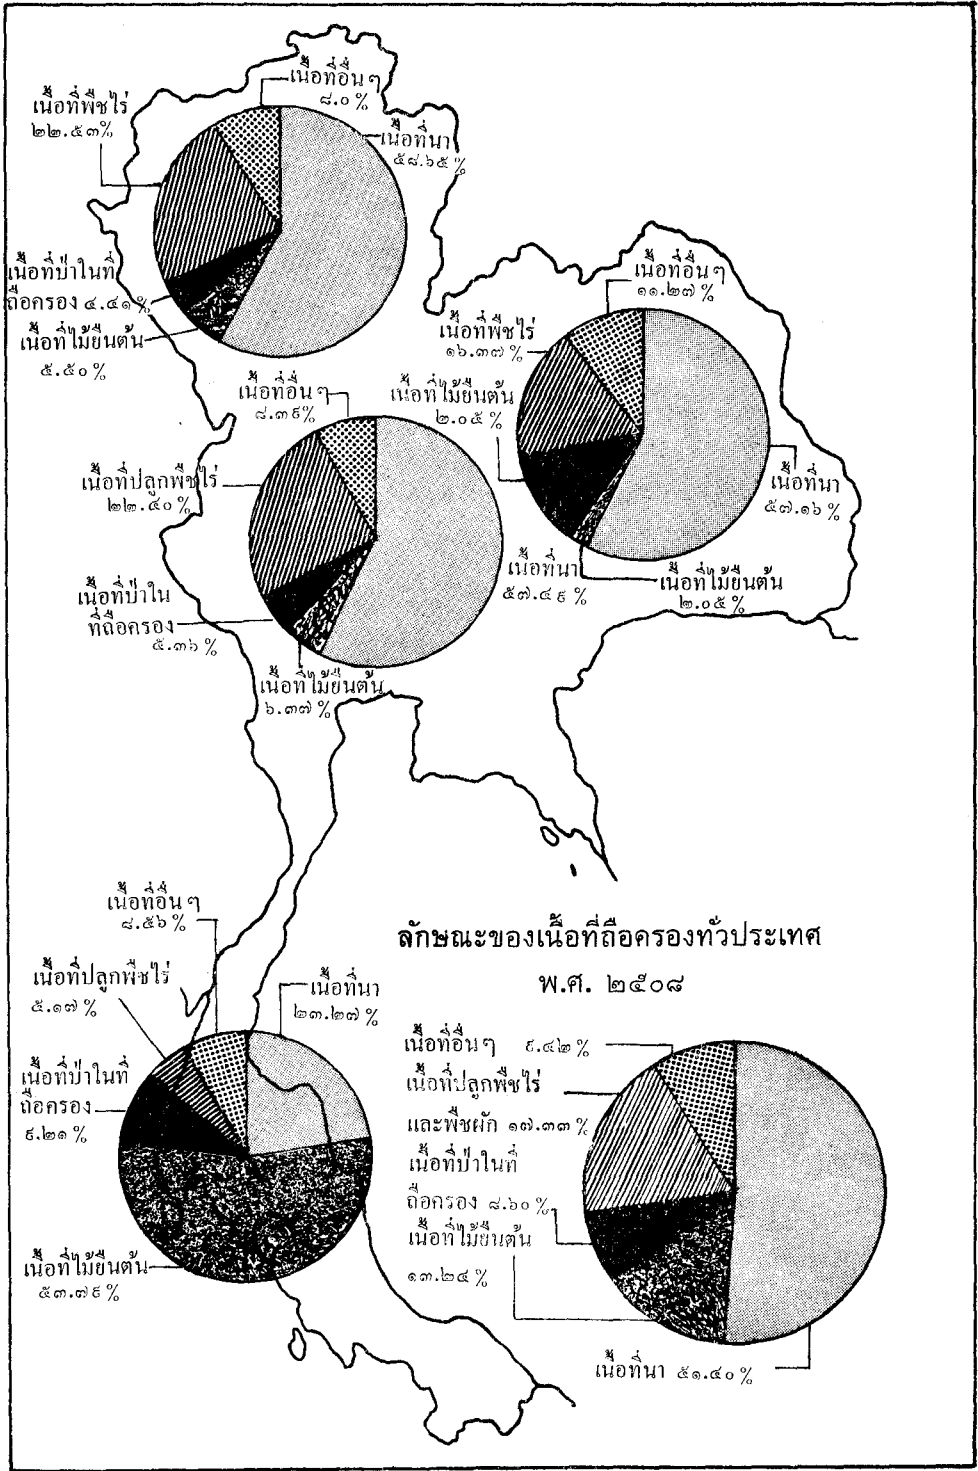 เนื้อที่อื่น ๆ
๘.๐ %
เนื้อที่พืชไร่
๒๒.๕๓%
เนื้อที่นา
๕๘.๖๕ %
เนื้อที่ป่าในที่
ถือครอง ๔.๔๑%
เนื้อที่ไม้ยืนต้น
๕.๕๐ %
เนื้อที่อื่น ๆ
๑๑.๒๗ %
เนื้อที่พืชไร่
๑๖.๓๗ %
เนื้อที่ไม้ยืนต้น
๒.๐๕ %
เนื้อที่นา
๕๗.๑๖ %
เนื้อที่ไม้ยืนต้น
๒.๐๕ %
เนื้อที่อื่น ๆ
๘.๓๙%
เนื้อที่ปลูกพืชไร่
๒๒.๔๐ %
เนื้อที่นา
๕๗.๔๙ %
เนื้อที่ป่าใน
ที่ถือครอง
๕.๓๖ %
เนื้อที่ไม้ยืนต้น
๖.๓๗ %
เนื้อที่อื่น ๆ
๘.๕๖ %
เนื้อที่ปลูกพืชไร่
๕.๑๗ %
เนื้อที่นา
๒๓.๒๗ %
เนื้อที่ป่าในที่
ถือครอง
๙.๒๑ %
เนื้อที่ไม้ยืนต้น
๕๓.๗๙ %
ลักษณะของเนื้อที่ถือครองทั่วประเทศ
พ.ศ. ๒๕๐๘
เนื้อที่อื่น ๆ ๙.๔๒ %
เนื้อที่ปลูกพืชไร่
และพืชผัก ๑๗.๓๓ %
เนื้อที่ป่าในที่
ถือครอง ๘.๖๐ %
เนื้อที่ไม้ยืนต้น
๑๓.๒๔ %
เนื้อที่นา ๕๑.๔๐ %